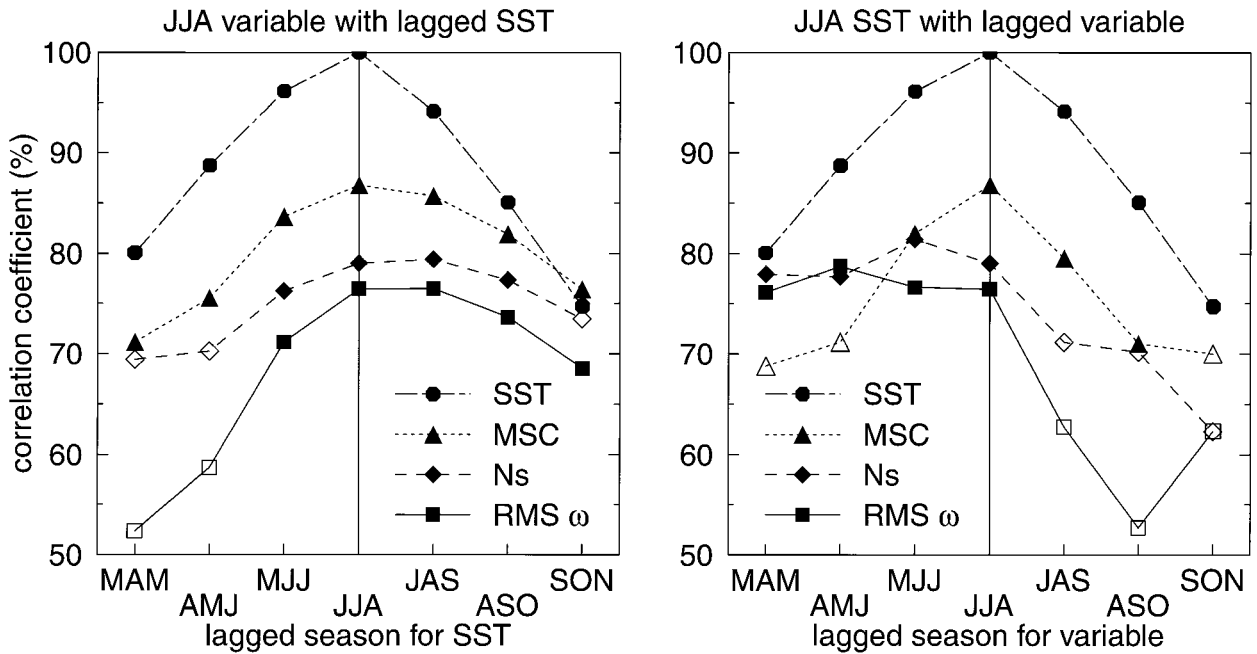 JJA variable with lagged SST
JJA SST with lagged variable
correlation coefficient (%)
100
90
80
70
60
50
SST
MSC
Ns
RMS ω
MAM
AMJ
MJJ
JJA
JAS
ASO
SON
lagged season for SST
100
90
80
70
60
50
SST
MSC
Ns
RMS ω
MAM
AMJ
MJJ
JJA
JAS
ASO
SON
lagged season for variable